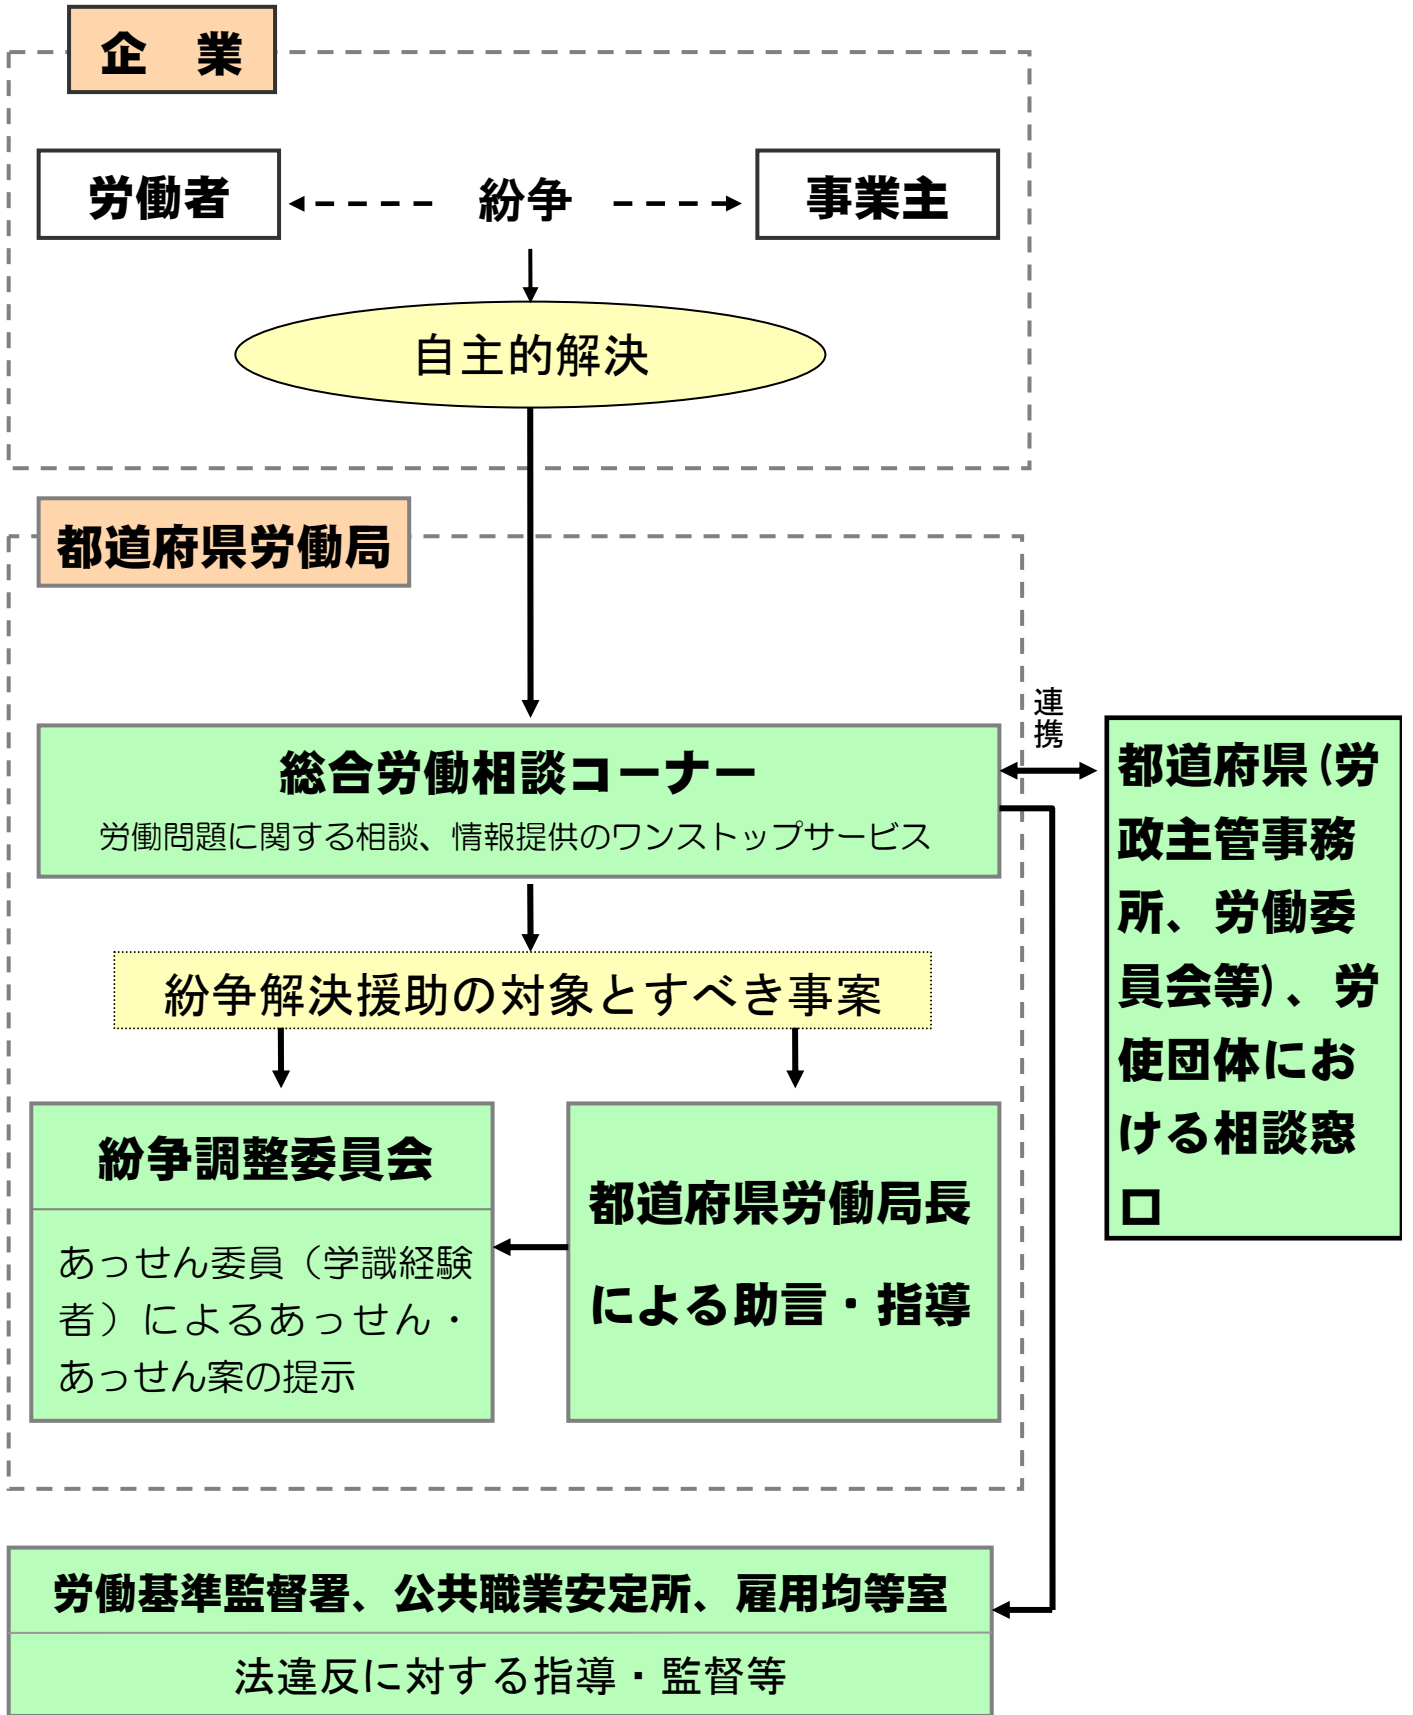 企　業
労働者
紛争
事業主
自主的解決
都道府県労働局
総合労働相談コーナー
労働問題に関する相談、情報提供のワンストップサービス
連
携
都道府県(労
政主管事務
所、労働委
員会等)、労
使団体にお
ける相談窓
口
紛争解決援助の対象とすべき事案
紛争調整委員会
あっせん委員（学識経験
者）によるあっせん・
あっせん案の提示
都道府県労働局長
による助言・指導
労働基準監督署、公共職業安定所、雇用均等室
法違反に対する指導・監督等